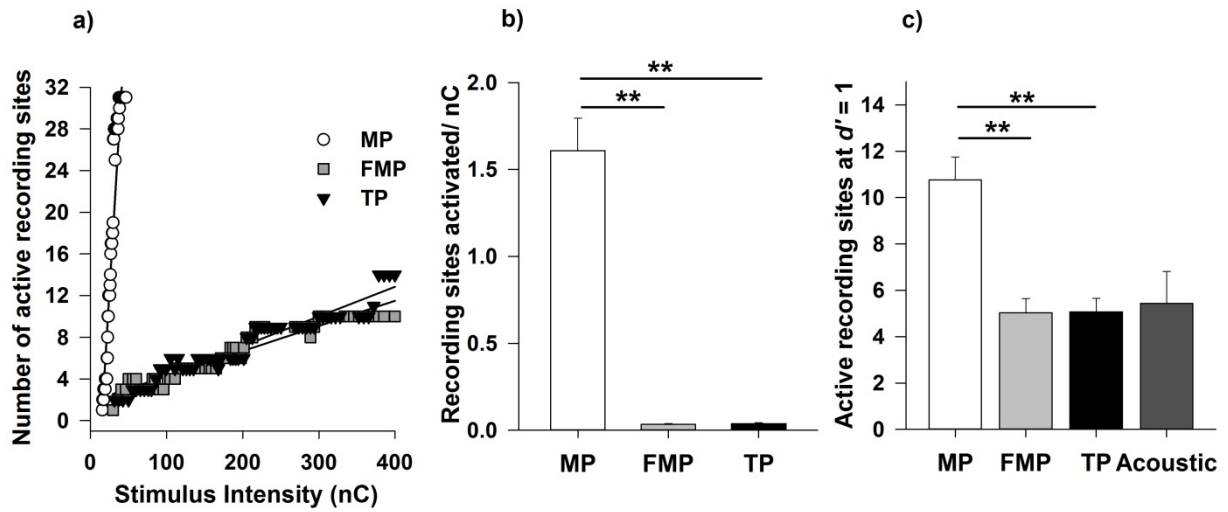 a)
Number of active recording sites
32
28
24
20
16
12
8
4
0
MP
FMP
TP
0 100 200 300 400
Stimulus Intensity (nC)
b)
Recording sites activated/ nC
2.0
1.5
1.0
0.5
0.0
**
**
MP FMP TP
c)
Active recording sites at d' = 1
14
12
10
8
6
4
2
0
**
**
MP FMP TP Acoustic